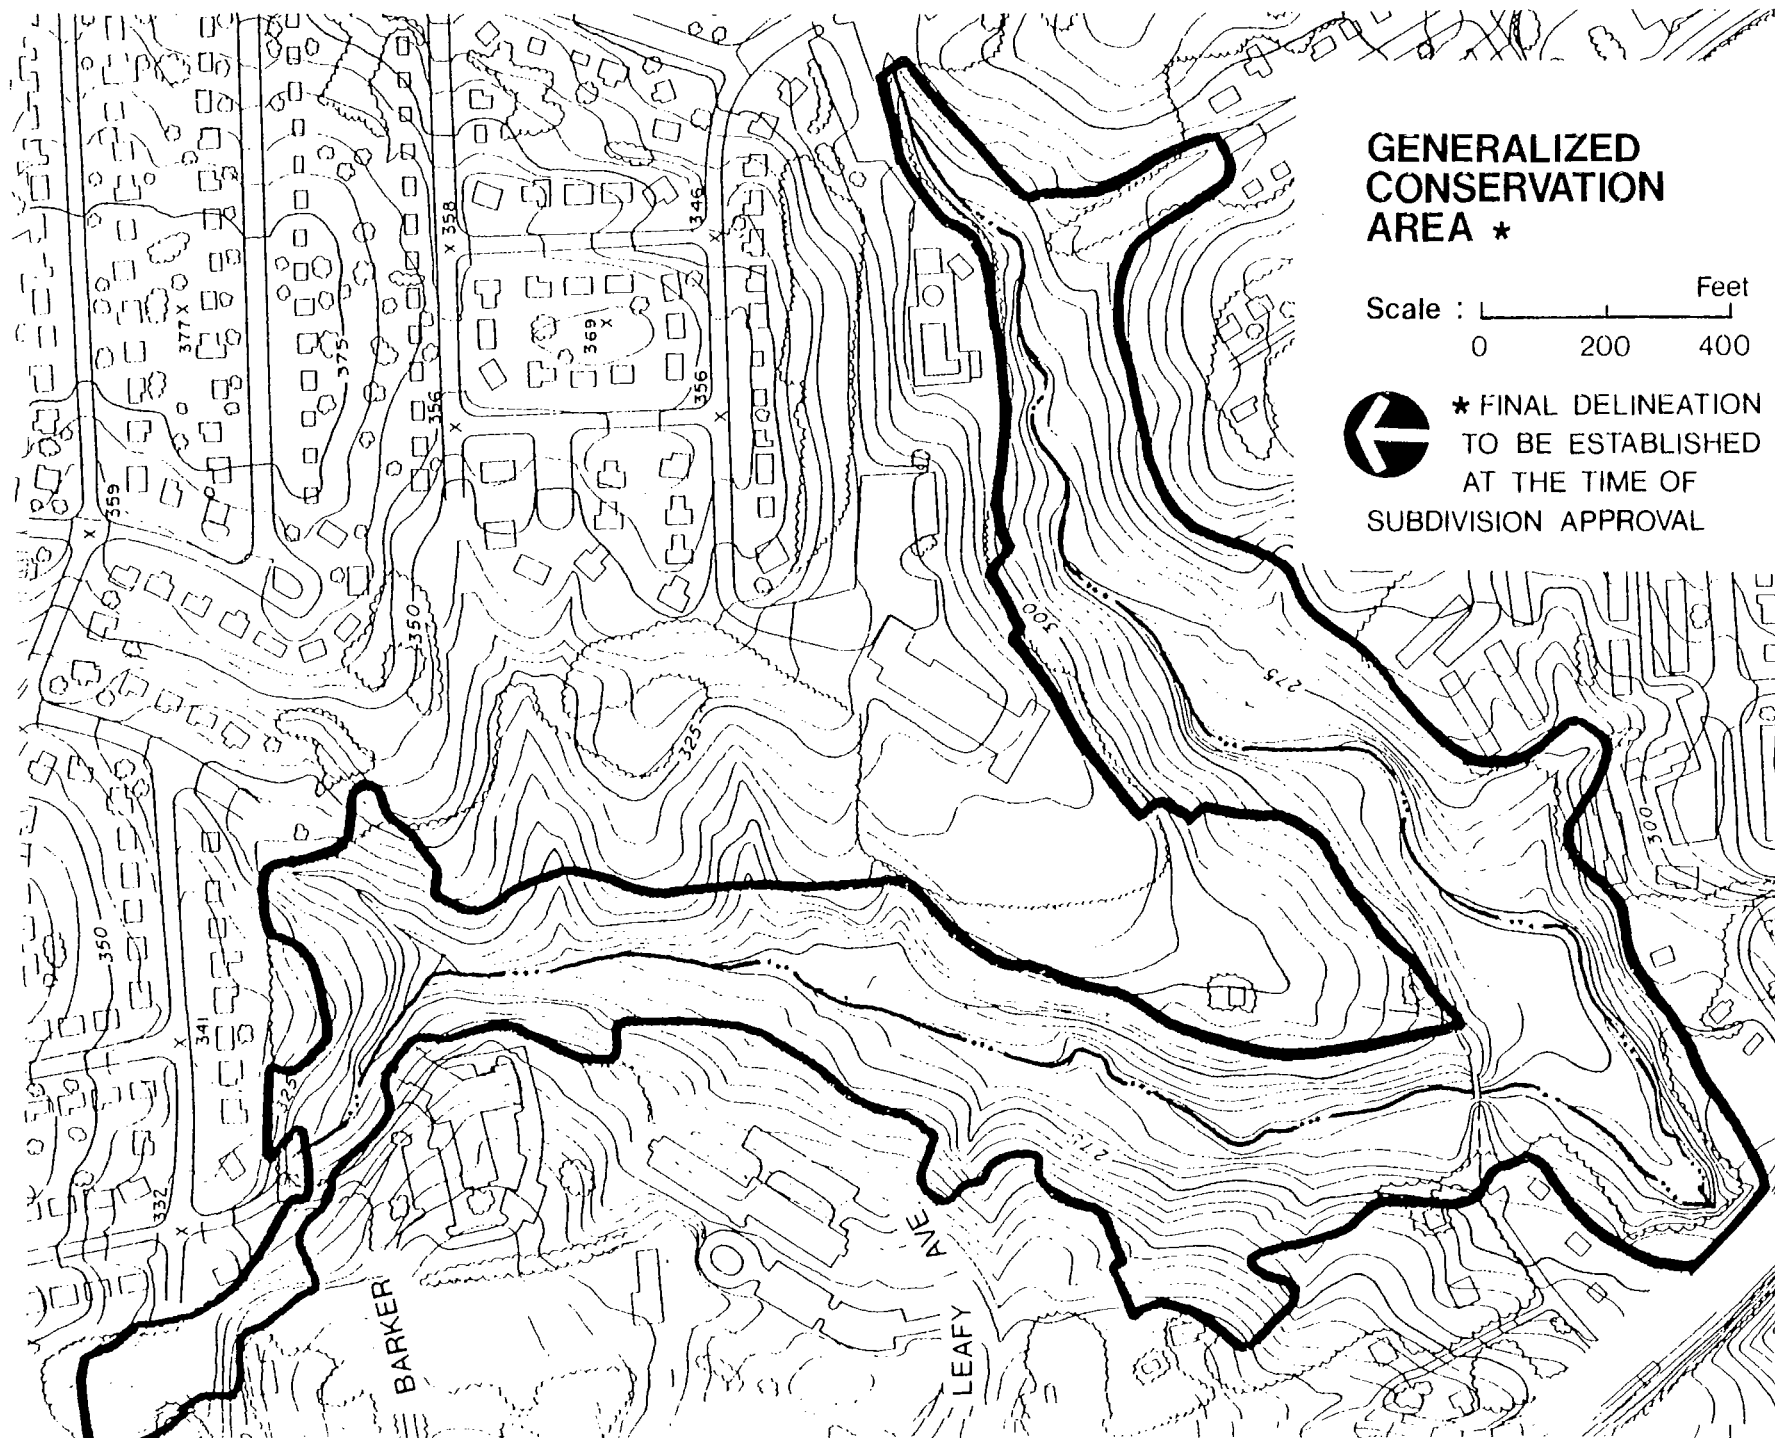 GENERALIZED
CONSERVATION
AREA *
Feet
Scale :
0 200 400
* FINAL DELINEATION
TO BE ESTABLISHED
AT THE TIME OF
SUBDIVISION APPROVAL
346
358
377
375
369
356
356
359
350
300
275
325
300
350
341
325
332
BARKER
LEAFY AVE